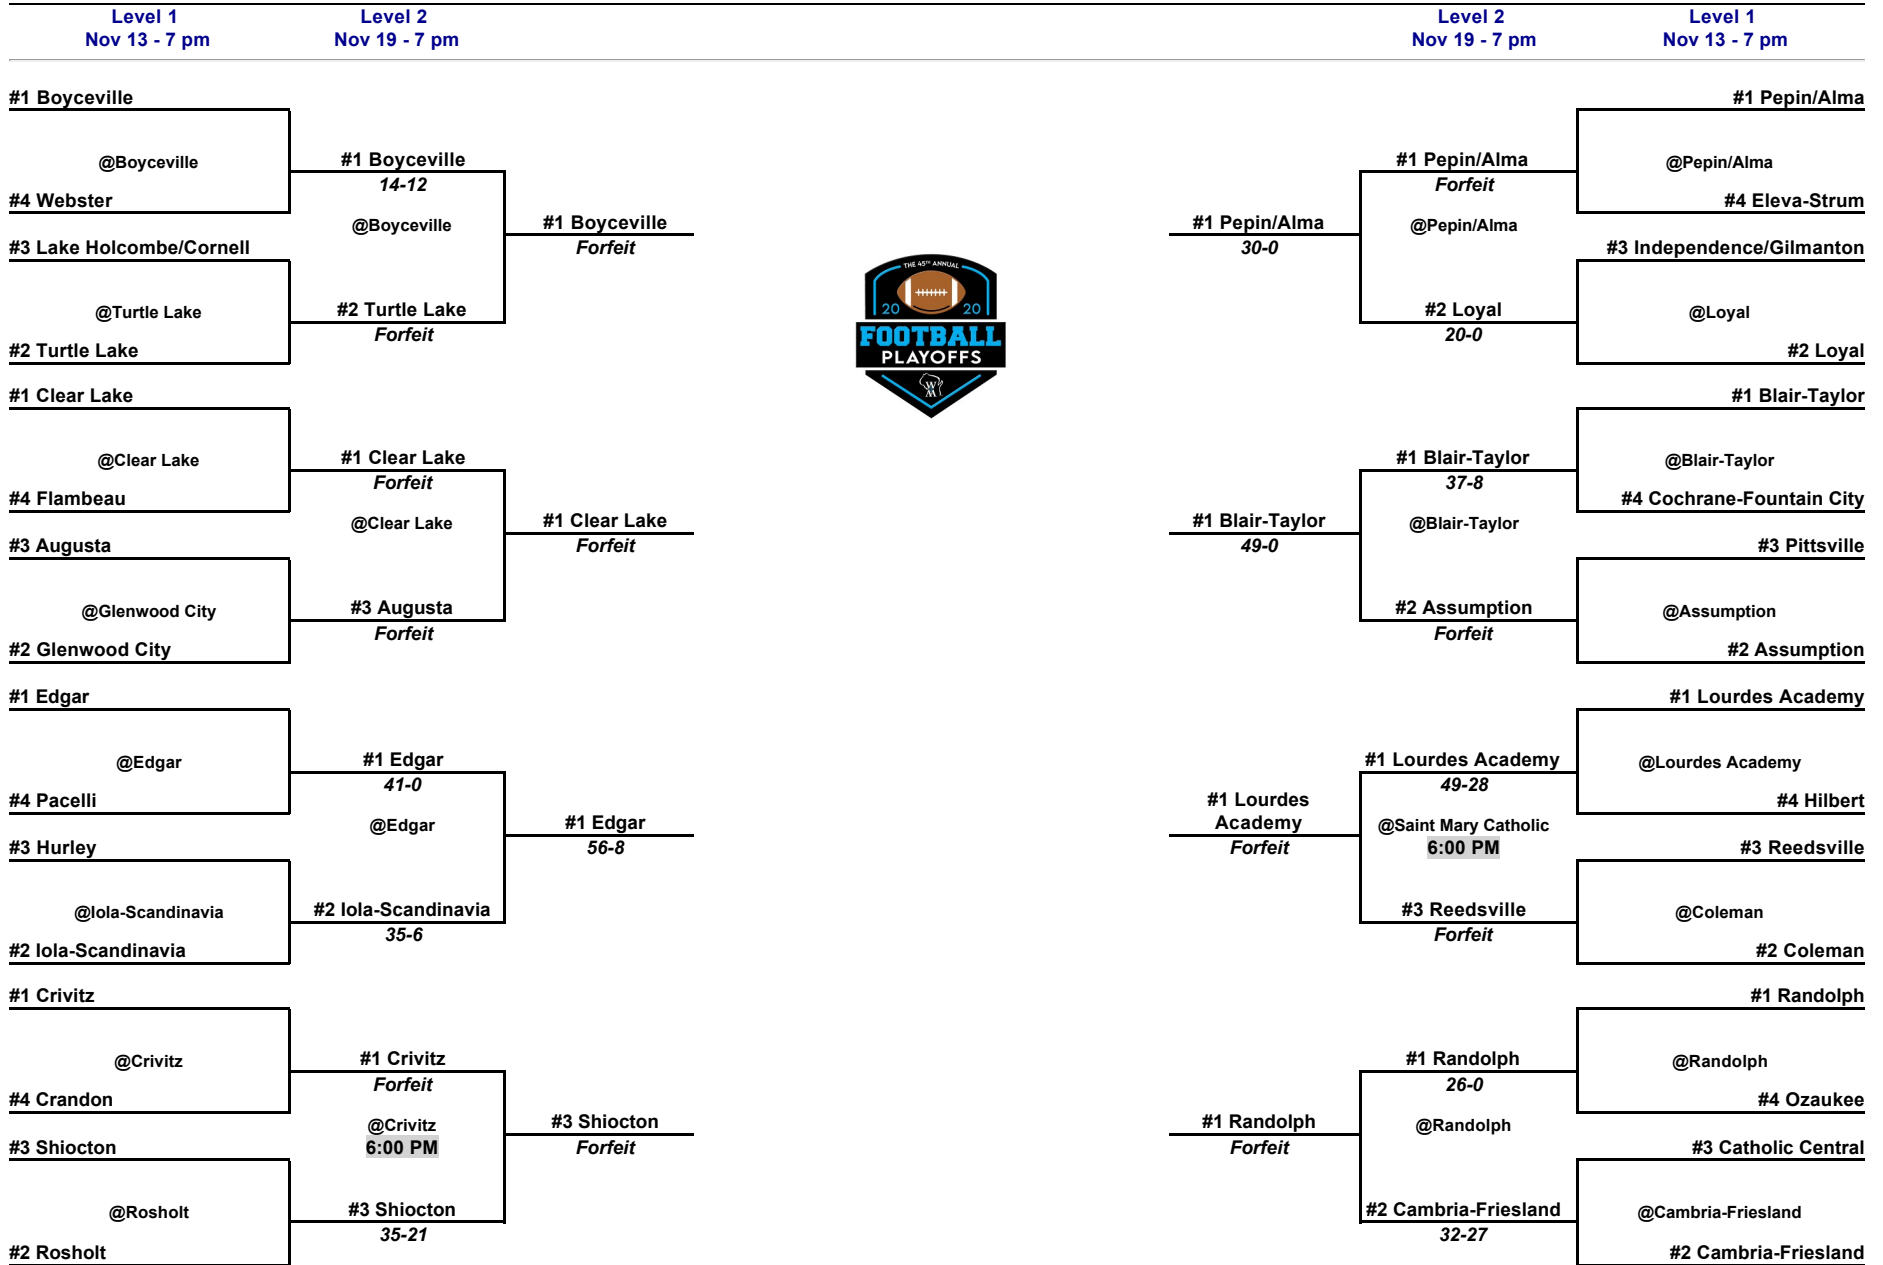 Level 1
Nov 13 - 7 pm
Level 2
Nov 19 - 7 pm
Level 2
Nov 19 - 7 pm
Level 1
Nov 13 - 7 pm
#1 Boyceville
@Boyceville
#4 Webster
#3 Lake Holcombe/Cornell
@Turtle Lake
#2 Turtle Lake
#1 Clear Lake
@Clear Lake
#4 Flambeau
#3 Augusta
@Glenwood City
#2 Glenwood City
#1 Edgar
@Edgar
#4 Pacelli
#3 Hurley
@Iola-Scandinavia
#2 Iola-Scandinavia
#1 Crivitz
@Crivitz
#4 Crandon
#3 Shiocton
@Rosholt
#2 Rosholt
#1 Boyceville
14-12
@Boyceville
#2 Turtle Lake
Forfeit
#1 Clear Lake
Forfeit
@Clear Lake
#3 Augusta
Forfeit
#1 Edgar
41-0
@Edgar
#2 Iola-Scandinavia
35-6
#1 Crivitz
Forfeit
@Crivitz
6:00 PM
#3 Shiocton
35-21
#1 Boyceville
Forfeit
#1 Clear Lake
Forfeit
#1 Edgar
56-8
#3 Shiocton
Forfeit
THE 45TH ANNUAL
20 20
FOOTBALL
PLAYOFFS
#1 Pepin/Alma
30-0
#1 Blair-Taylor
49-0
#1 Lourdes
Academy
Forfeit
#1 Randolph
Forfeit
#1 Pepin/Alma
Forfeit
@Pepin/Alma
#2 Loyal
20-0
#1 Blair-Taylor
37-8
@Blair-Taylor
#2 Assumption
Forfeit
#1 Lourdes Academy
49-28
@Saint Mary Catholic
6:00 PM
#3 Reedsville
Forfeit
#1 Randolph
26-0
@Randolph
#2 Cambria-Friesland
32-27
#1 Pepin/Alma
@Pepin/Alma
#4 Eleva-Strum
#3 Independence/Gilmanton
@Loyal
#2 Loyal
#1 Blair-Taylor
@Blair-Taylor
#4 Cochrane-Fountain City
#3 Pittsville
@Assumption
#2 Assumption
#1 Lourdes Academy
@Lourdes Academy
#4 Hilbert
#3 Reedsville
@Coleman
#2 Coleman
#1 Randolph
@Randolph
#4 Ozaukee
#3 Catholic Central
@Cambria-Friesland
#2 Cambria-Friesland